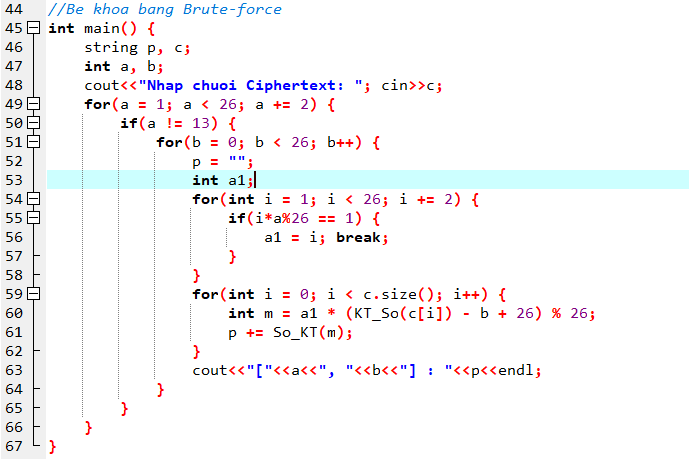 44 //Be khoa bang Brute-force
45 int main() {
46 string p, c;
47 int a, b;
48 cout<<"Nhap chuoi Ciphertext: "; cin>>c;
49 for(a = 1; a < 26; a += 2) {
50 if(a != 13) {
51 for(b = 0; b < 26; b++) {
52 p = "";
53 int a1;
54 for(int i = 1; i < 26; i += 2) {
55 if(i*a%26 == 1) {
56 a1 = i; break;
57 }
58 }
59 for(int i = 0; i < c.size(); i++) {
60 int m = a1 * (KT_So(c[i]) - b + 26) % 26;
61 p += So_KT(m);
62 }
63 cout<<"["<<a<<", "<<b<<"] : "<<p<<endl;
64 }
65 }
66 }
67 }